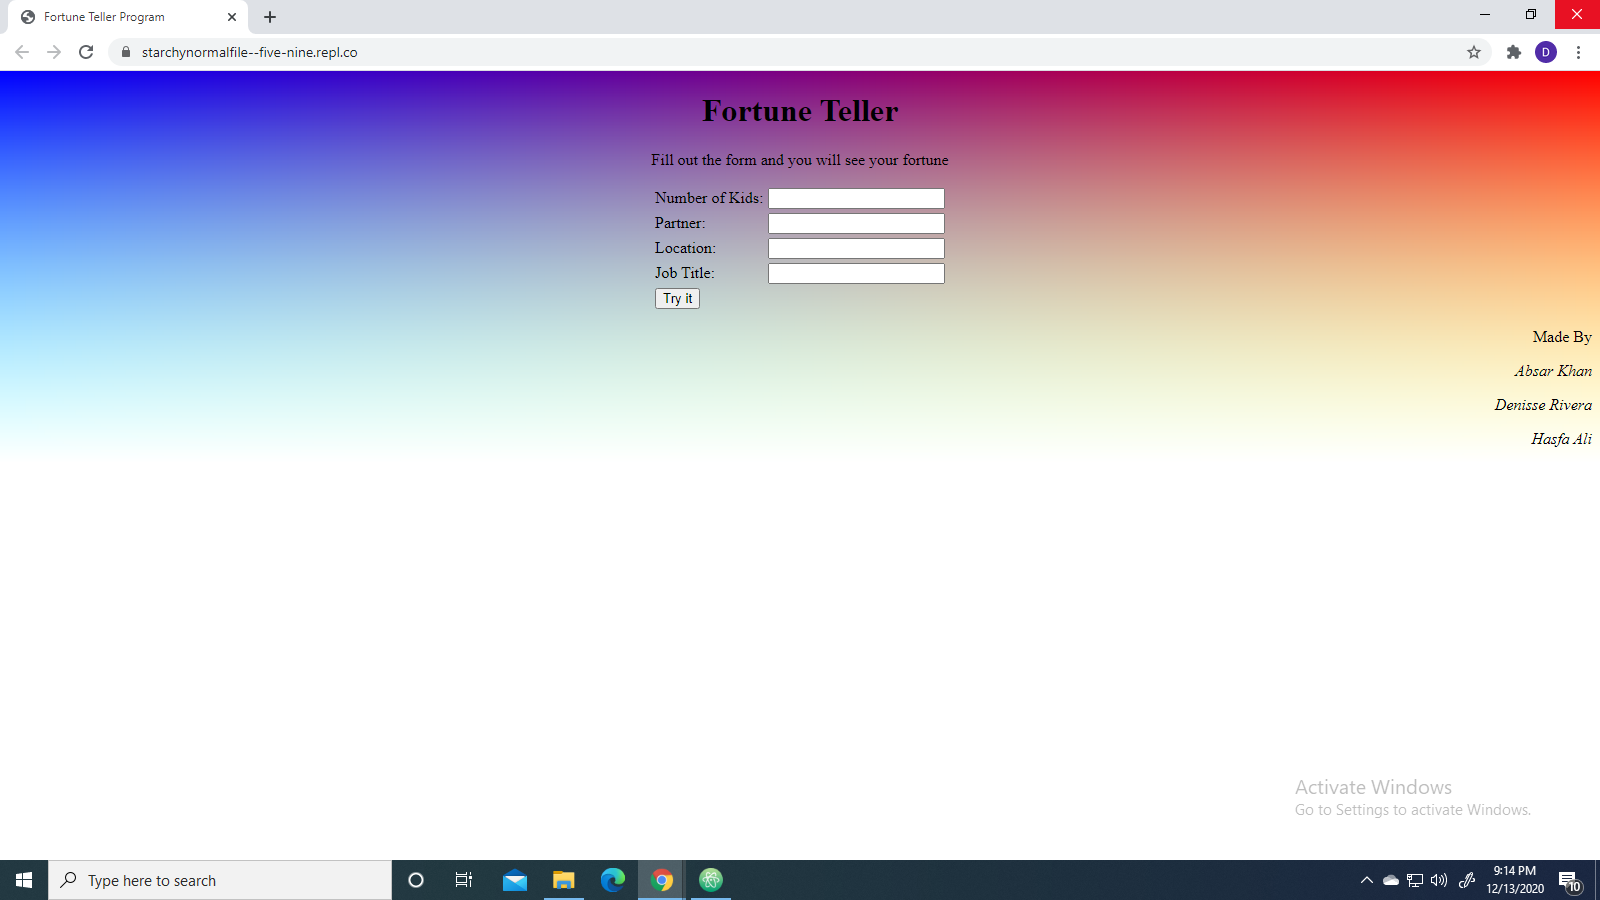 Fortune Teller Program
starchynormalfile--five-nine.repl.co
D
Fortune Teller
Fill out the form and you will see your fortune
Number of Kids:
Partner:
Location:
Job Title:
Try it
Made By
Absar Khan
Denisse Rivera
Hasfa Ali
Activate Windows
Go to Settings to activate Windows.
Type here to search
9:14 PM
12/13/2020
10